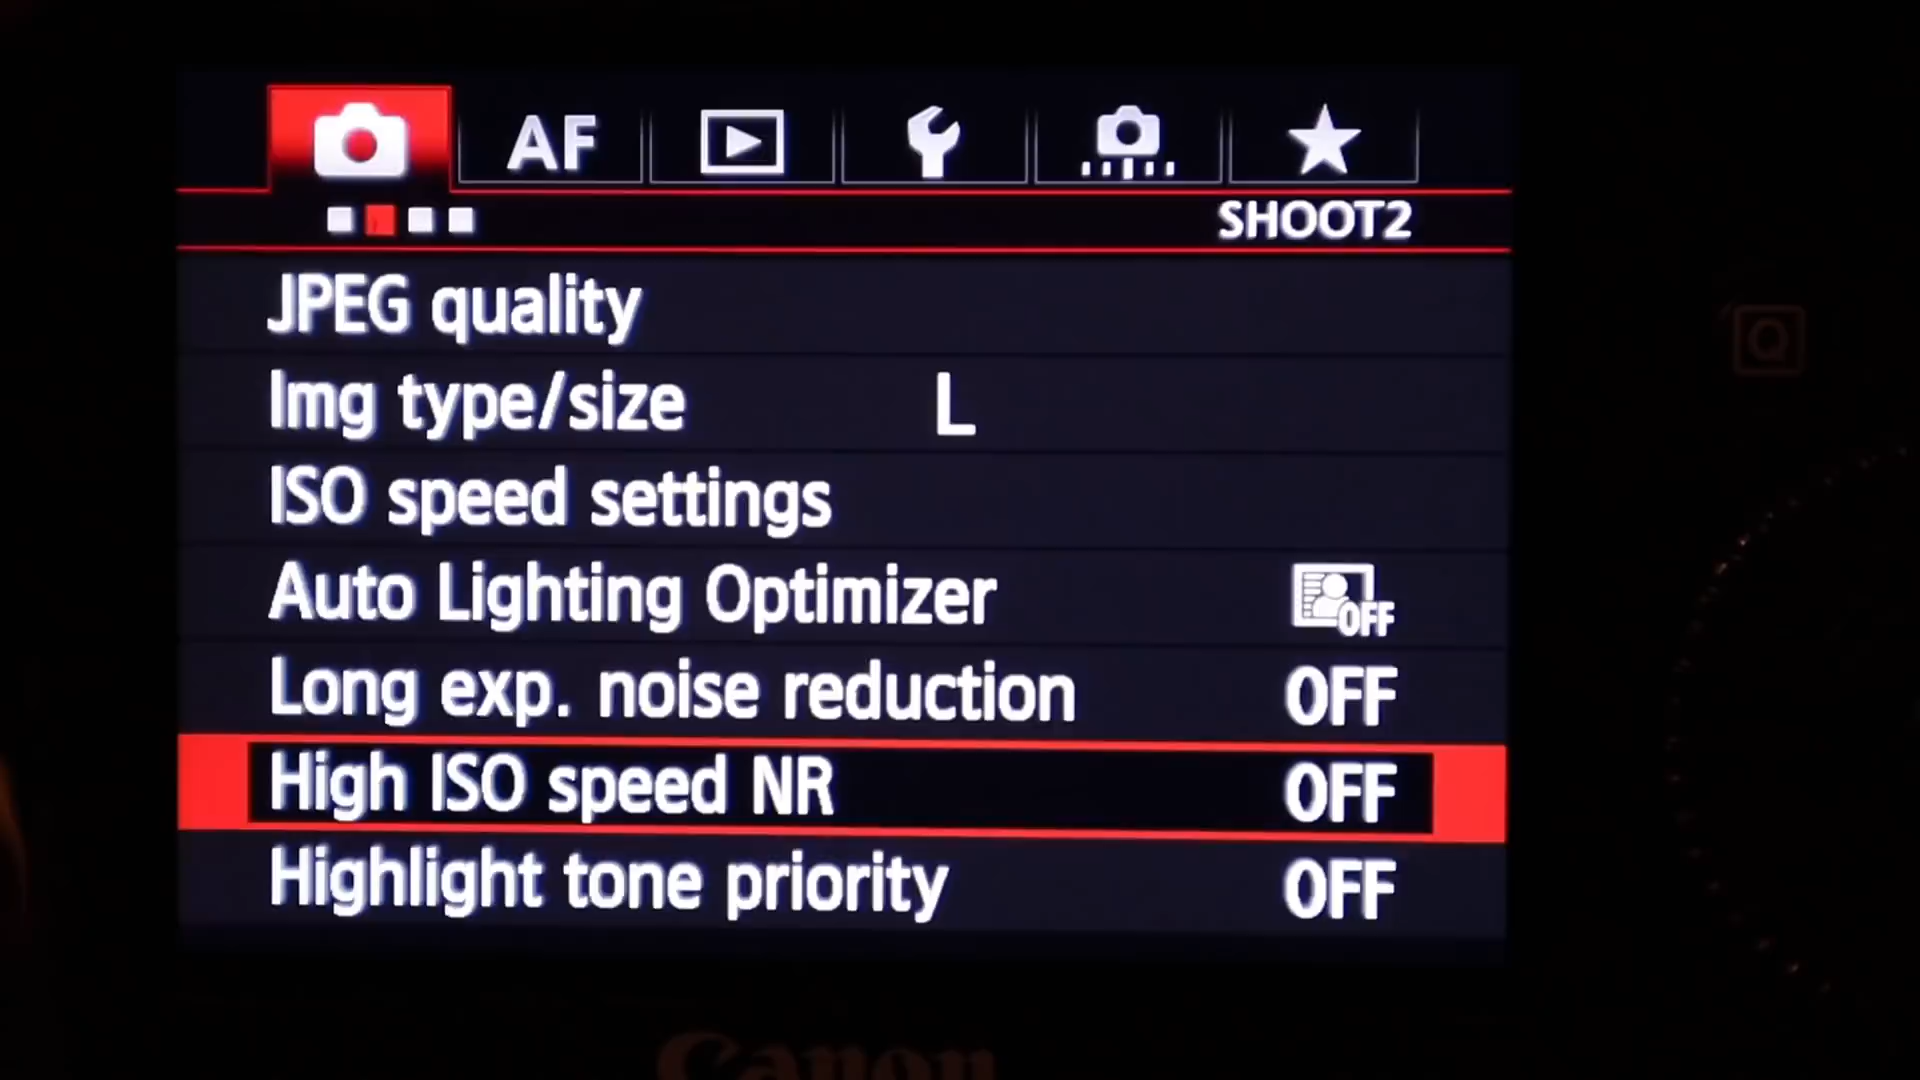 AF
SHOOT2
JPEG quality
Img type/size L
ISO speed settings
Auto Lighting Optimizer OFF
Long exp. noise reduction OFF
High ISO speed NR OFF
Highlight tone priority OFF
Q
Canon